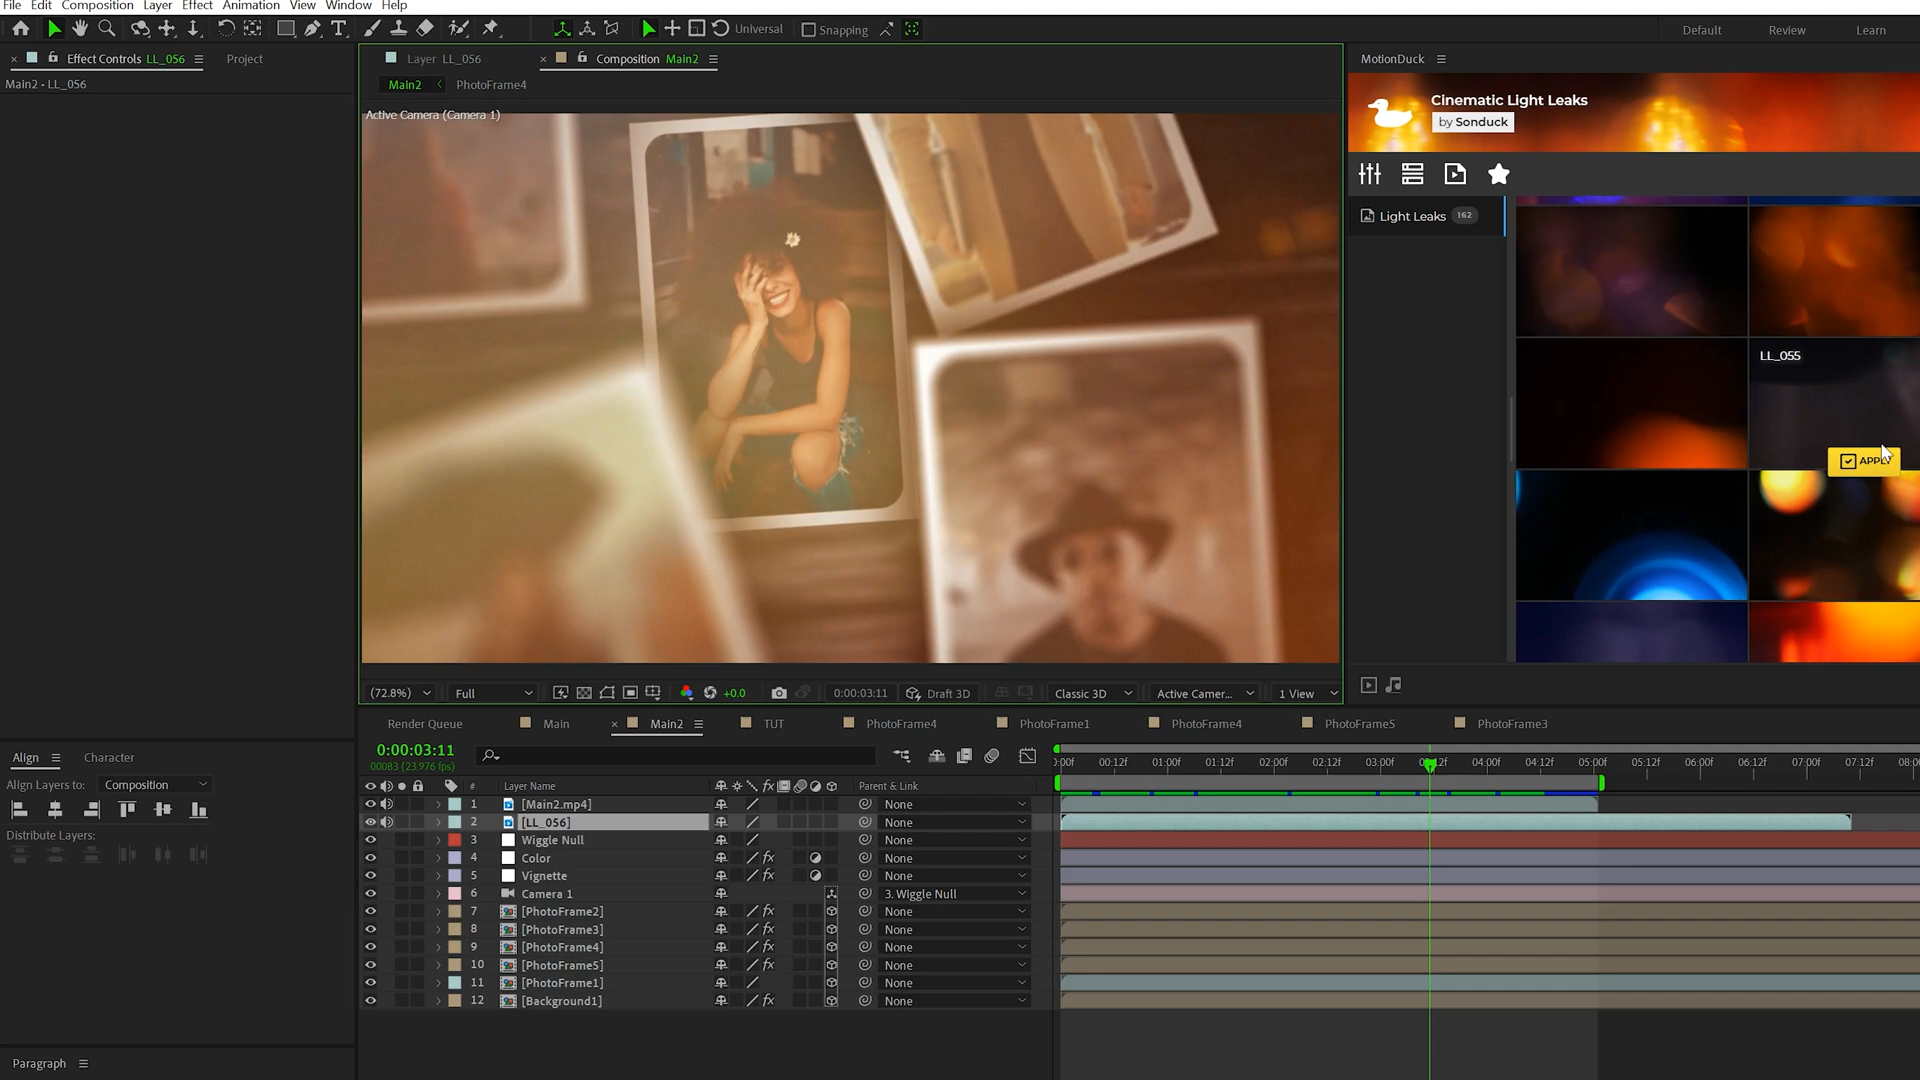 File Edit Composition Layer Effect Animation View Window Help
Universal Snapping Default Review Learn
Effect Controls LL_056 Project
Main2 • LL_056
Layer LL_056 Composition Main2
Main2 PhotoFrame4
Active Camera (Camera 1)
MotionDuck
Cinematic Light Leaks
by Sonduck
Light Leaks 162
LL_055
APPLY
(72.8%) Full +0.0 0:00:03:11 Draft 3D Classic 3D Active Camer... 1 View
Render Queue Main Main2 TUT PhotoFrame4 PhotoFrame1 PhotoFrame4 PhotoFrame5 PhotoFrame3
0:00:03:11
00083 (23.976 fps)
Align Character
Align Layers to: Composition
Distribute Layers:
# Layer Name Parent & Link
00f 00:12f 01:00f 01:12f 02:00f 02:12f 03:00f 04:00f 04:12f 05:00f 05:12f 06:00f 06:12f 07:00f 07:12f 08:0
1 [Main2.mp4] None
2 [LL_056] None
3 Wiggle Null None
4 Color fx None
5 Vignette fx None
6 Camera 1 3. Wiggle Null
7 [PhotoFrame2] fx None
8 [PhotoFrame3] fx None
9 [PhotoFrame4] fx None
10 [PhotoFrame5] fx None
11 [PhotoFrame1] None
12 [Background1] fx None
Paragraph